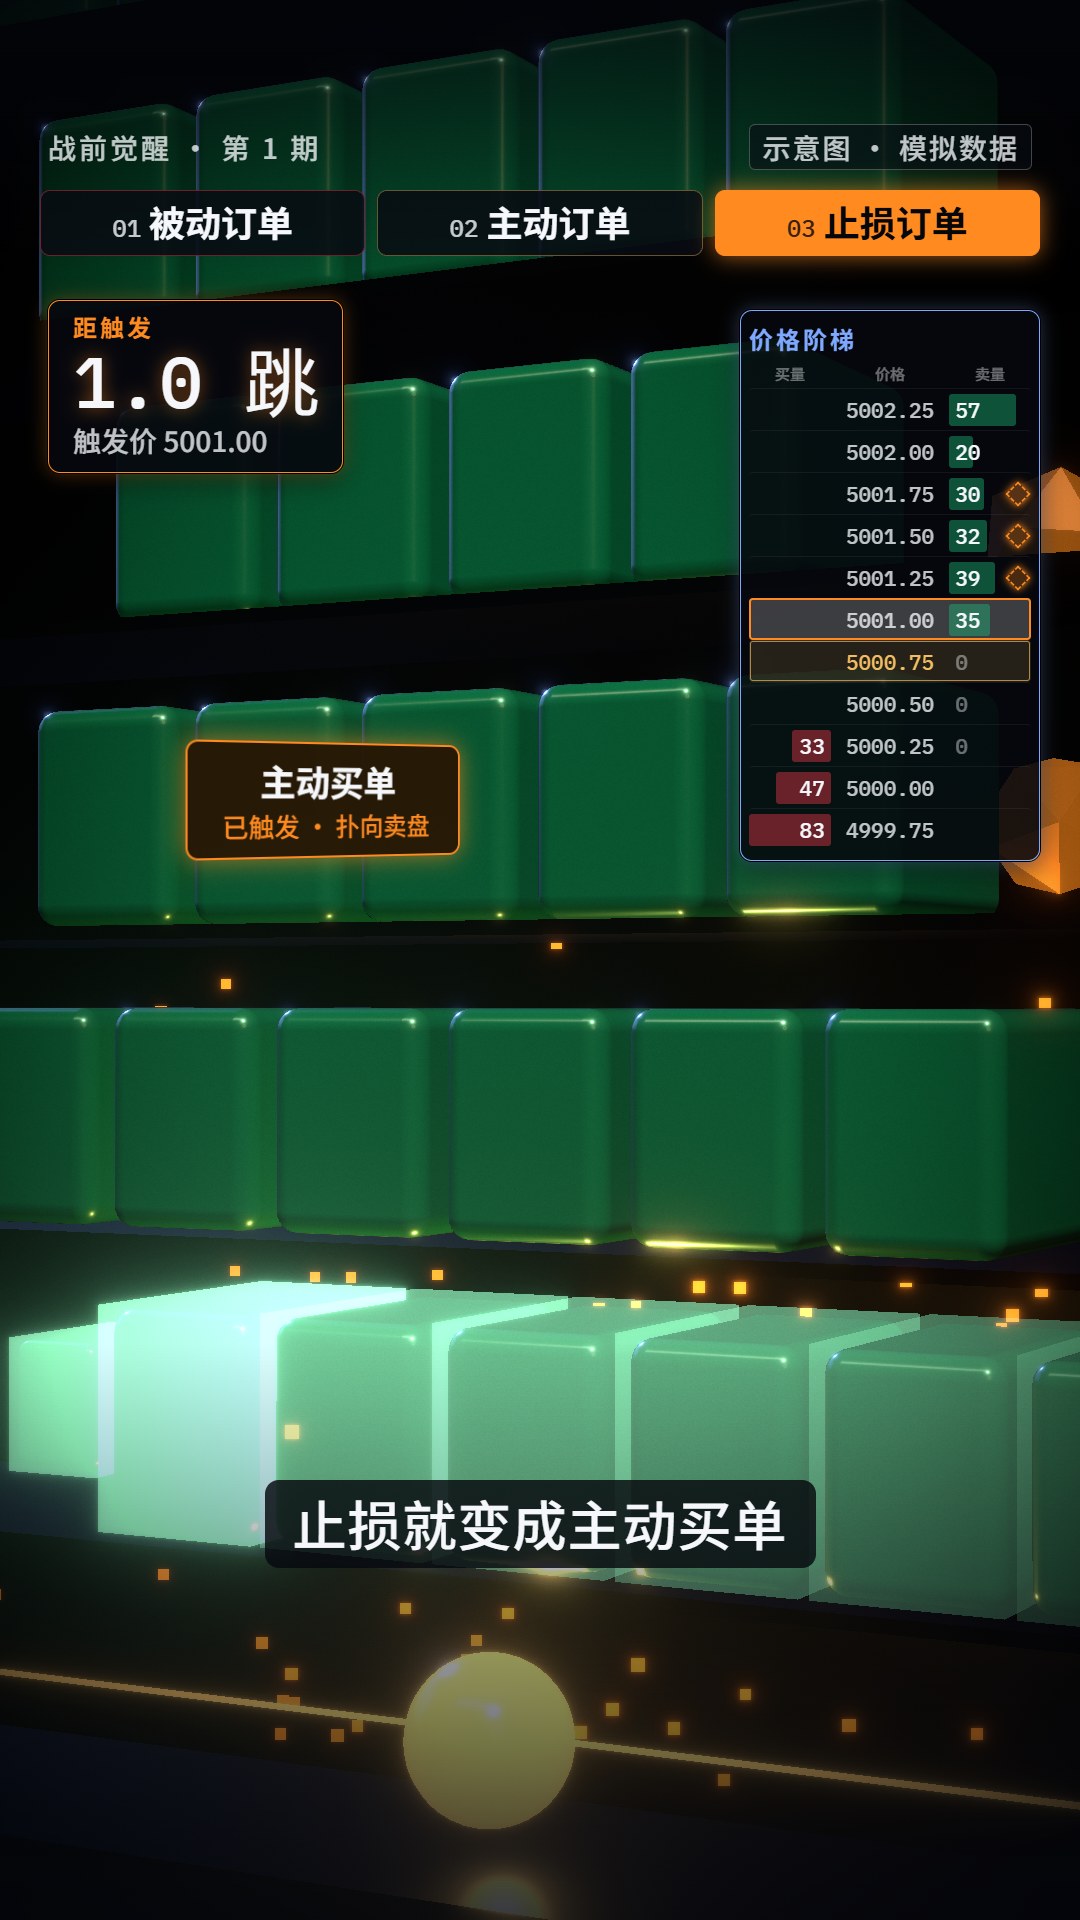 战前觉醒 · 第 1 期
示意图 · 模拟数据
01 被动订单
02 主动订单
03 止损订单
距触发
1.0 跳
触发价 5001.00
价格阶梯
买量 价格 卖量
5002.25 57
5002.00 20
5001.75 30
5001.50 32
5001.25 39
5001.00 35
5000.75 0
5000.50 0
33 5000.25 0
47 5000.00
83 4999.75
主动买单
已触发 · 扑向卖盘
止损就变成主动买单